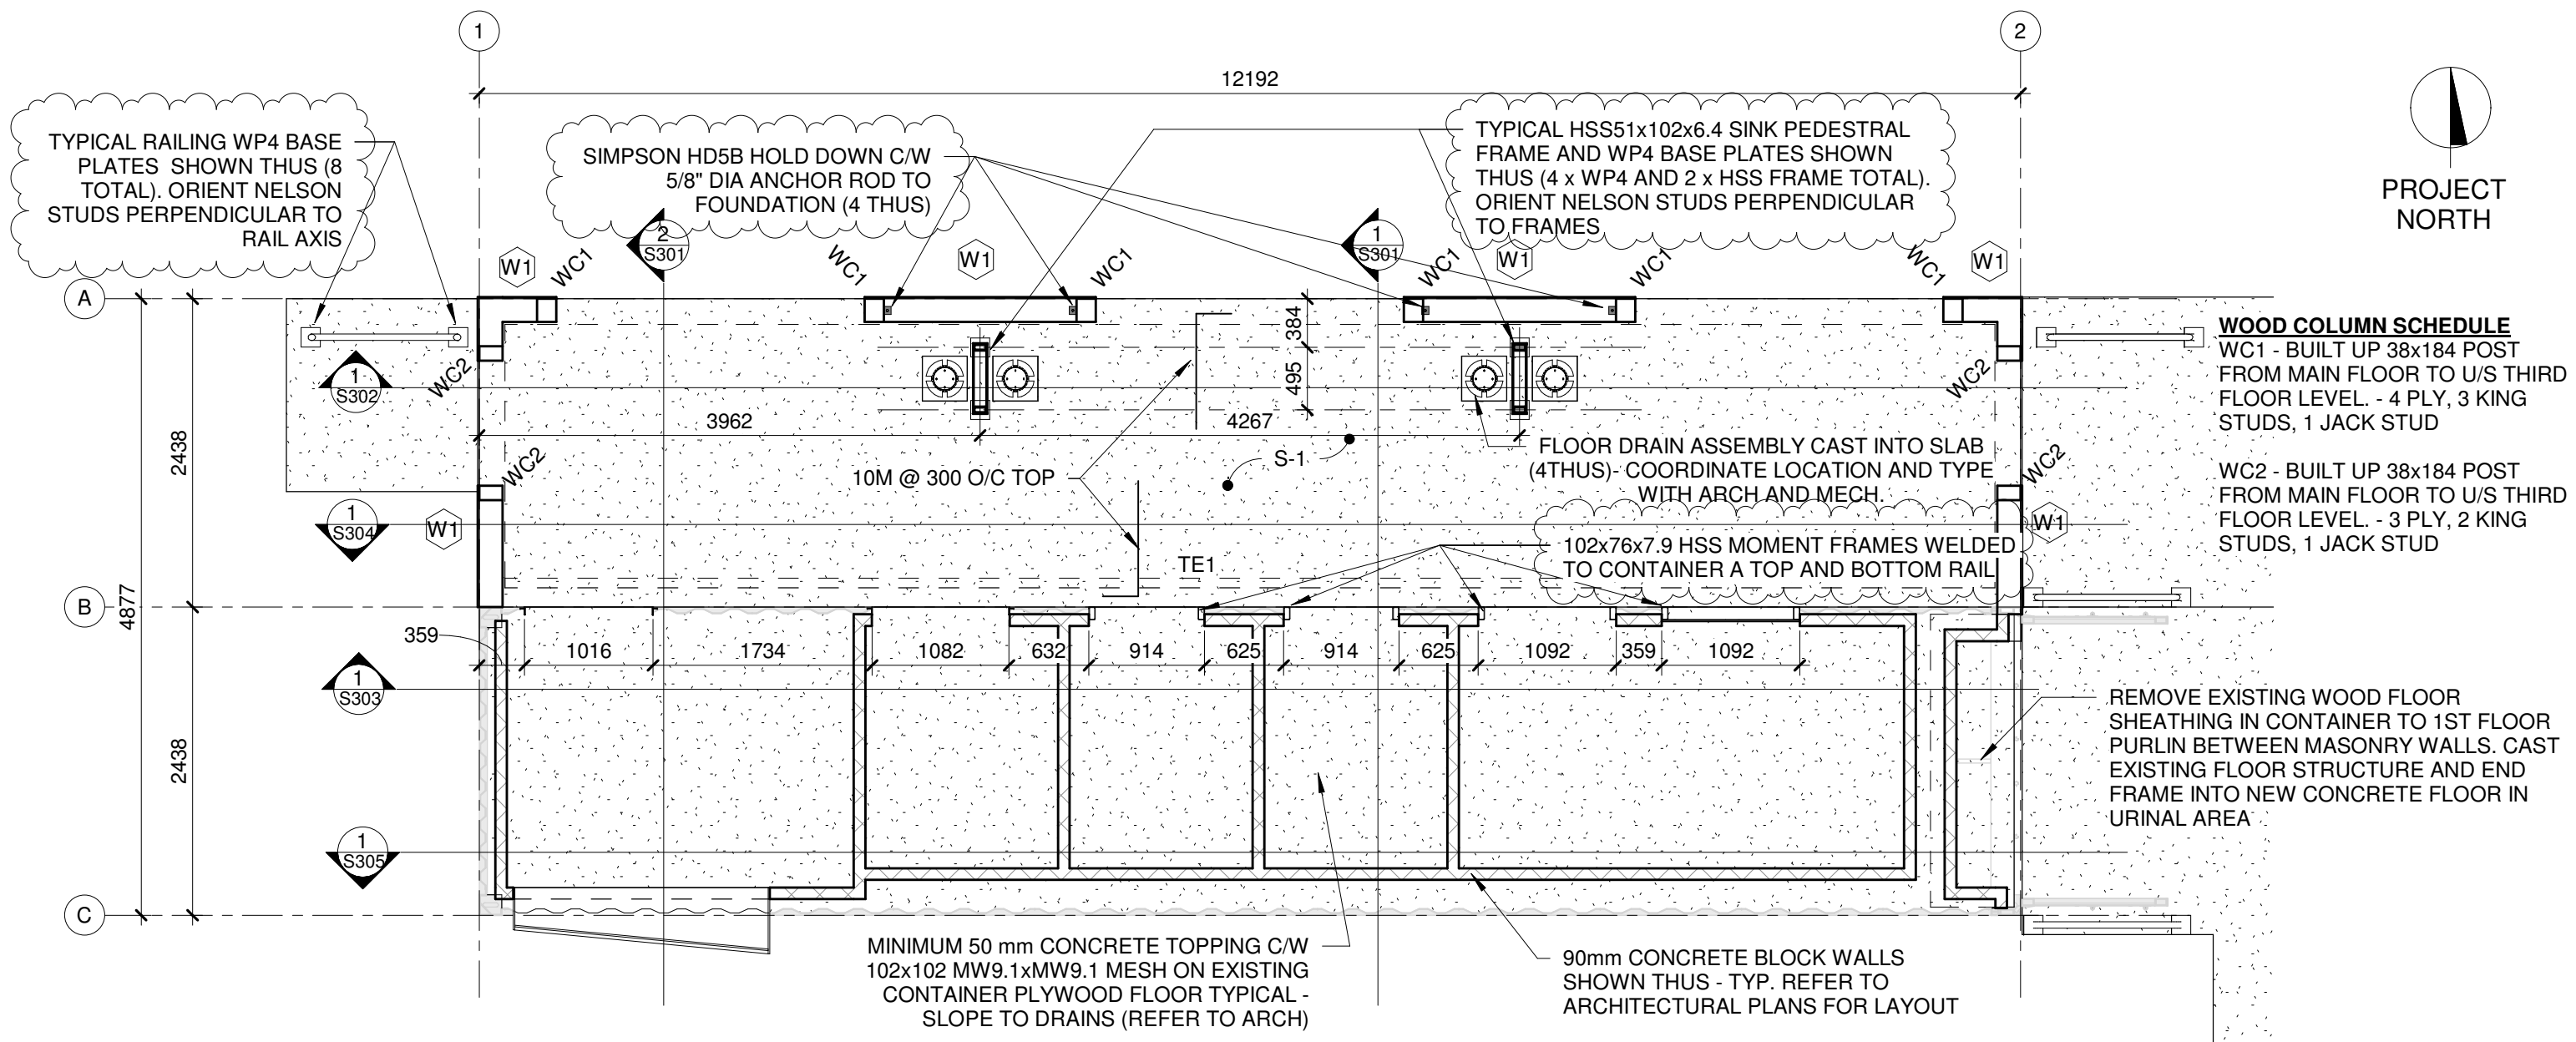 1
2
12192
TYPICAL RAILING WP4 BASE
PLATES SHOWN THUS (8
TOTAL). ORIENT NELSON
STUDS PERPENDICULAR TO
RAIL AXIS
SIMPSON HD5B HOLD DOWN C/W
5/8" DIA ANCHOR ROD TO
FOUNDATION (4 THUS)
TYPICAL HSS51x102x6.4 SINK PEDESTRAL
FRAME AND WP4 BASE PLATES SHOWN
THUS (4 x WP4 AND 2 x HSS FRAME TOTAL).
ORIENT NELSON STUDS PERPENDICULAR
TO FRAMES
PROJECT
NORTH
2
S301
1
S301
W1
WC1
WC1
W1
WC1
WC1
W1
WC1
WC1
W1
A
384
495
1
S302
WC2
WC2
3962
4267
2438
WC2
WC2
S-1
10M @ 300 O/C TOP
FLOOR DRAIN ASSEMBLY CAST INTO SLAB
(4THUS)- COORDINATE LOCATION AND TYPE
WITH ARCH AND MECH.
WOOD COLUMN SCHEDULE
WC1 - BUILT UP 38x184 POST
FROM MAIN FLOOR TO U/S THIRD
FLOOR LEVEL. - 4 PLY, 3 KING
STUDS, 1 JACK STUD
WC2 - BUILT UP 38x184 POST
FROM MAIN FLOOR TO U/S THIRD
FLOOR LEVEL. - 3 PLY, 2 KING
STUDS, 1 JACK STUD
1
S304
W1
W1
102x76x7.9 HSS MOMENT FRAMES WELDED
TO CONTAINER A TOP AND BOTTOM RAIL
TE1
4877
B
359
1016
1734
1082
632
914
625
914
625
1092
359
1092
1
S303
2438
REMOVE EXISTING WOOD FLOOR
SHEATHING IN CONTAINER TO 1ST FLOOR
PURLIN BETWEEN MASONRY WALLS. CAST
EXISTING FLOOR STRUCTURE AND END
FRAME INTO NEW CONCRETE FLOOR IN
URINAL AREA
1
S305
C
MINIMUM 50 mm CONCRETE TOPPING C/W
102x102 MW9.1xMW9.1 MESH ON EXISTING
CONTAINER PLYWOOD FLOOR TYPICAL -
SLOPE TO DRAINS (REFER TO ARCH)
90mm CONCRETE BLOCK WALLS
SHOWN THUS - TYP. REFER TO
ARCHITECTURAL PLANS FOR LAYOUT